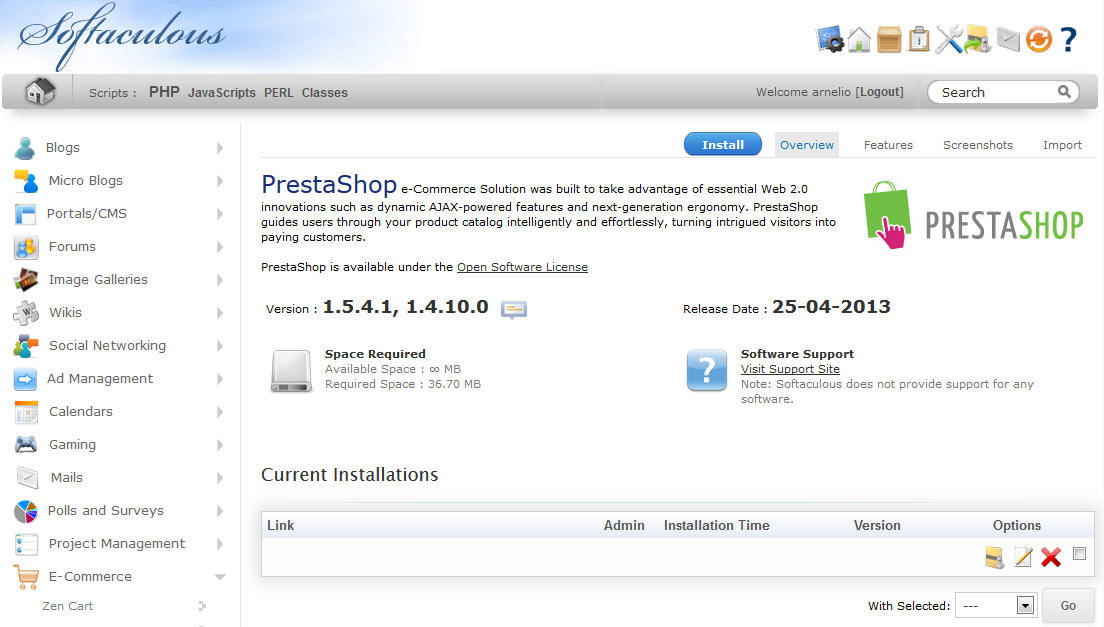 Softaculous
Scripts : PHP JavaScripts PERL Classes
Welcome arnelio [Logout]
Search
Blogs
Micro Blogs
Portals/CMS
Forums
Image Galleries
Wikis
Social Networking
Ad Management
Calendars
Gaming
Mails
Polls and Surveys
Project Management
E-Commerce
Zen Cart
Install Overview Features Screenshots Import
PrestaShop e-Commerce Solution was built to take advantage of essential Web 2.0
innovations such as dynamic AJAX-powered features and next-generation ergonomy. PrestaShop
guides users through your product catalog intelligently and effortlessly, turning intrigued visitors into
paying customers.
PRESTASHOP
PrestaShop is available under the Open Software License
Version : 1.5.4.1, 1.4.10.0
Release Date : 25-04-2013
Space Required
Available Space : ∞ MB
Required Space : 36.70 MB
Software Support
Visit Support Site
Note: Softaculous does not provide support for any
software.
Current Installations
Link Admin Installation Time Version Options
With Selected: --- Go